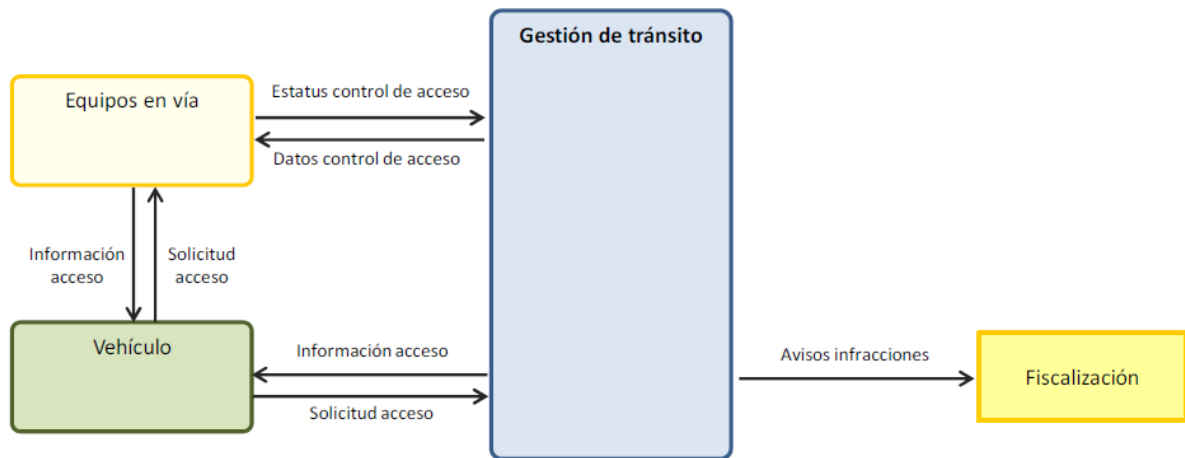 Gestión de tránsito
Equipos en vía
Estatus control de acceso
Datos control de acceso
Información
acceso
Solicitud
acceso
Vehículo
Información acceso
Solicitud acceso
Avisos infracciones
Fiscalización